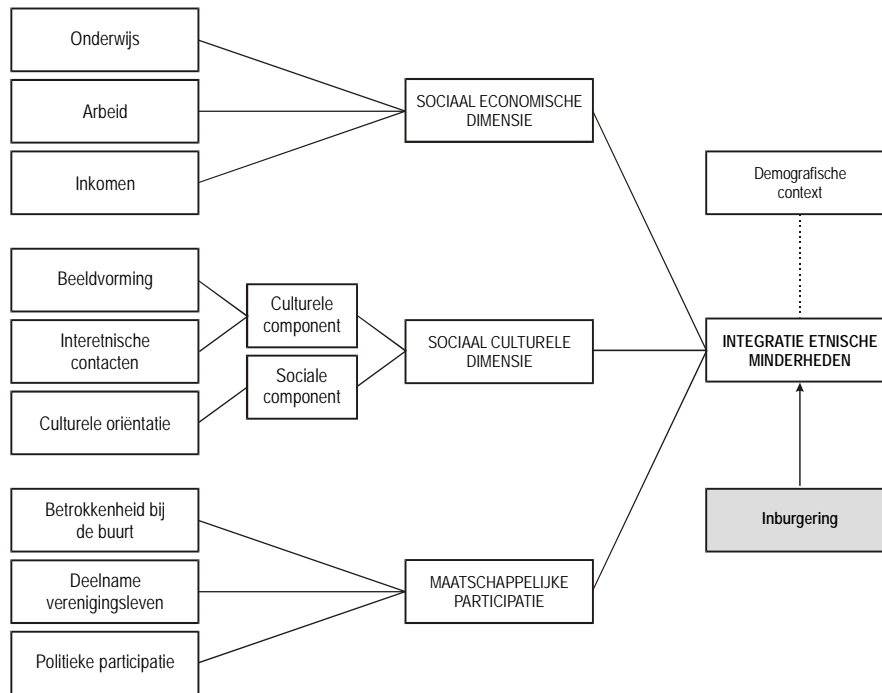 Onderwijs
Arbeid
Inkomen
SOCIAAL ECONOMISCHE
DIMENSIE
Demografische
context
Beeldvorming
Interetnische
contacten
Culturele oriëntatie
Culturele
component
Sociale
component
SOCIAAL CULTURELE
DIMENSIE
INTEGRATIE ETNISCHE
MINDERHEDEN
Inburgering
Betrokkenheid bij
de buurt
Deelname
verenigingsleven
Politieke participatie
MAATSCHAPPELIJKE
PARTICIPATIE